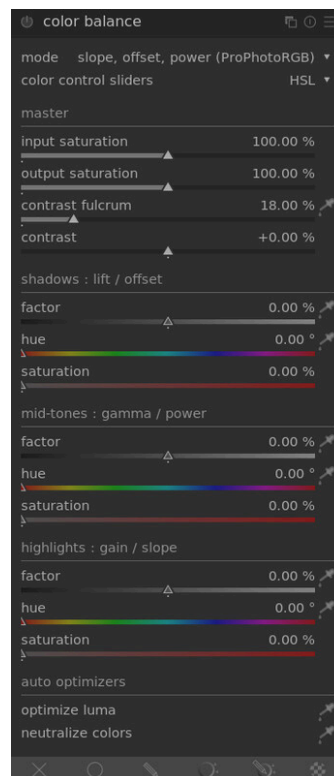 color balance
mode slope, offset, power (ProPhotoRGB)
color control sliders HSL
master
input saturation 100.00 %
output saturation 100.00 %
contrast fulcrum 18.00 %
contrast +0.00 %
shadows : lift / offset
factor 0.00 %
hue 0.00 °
saturation 0.00 %
mid-tones : gamma / power
factor 0.00 %
hue 0.00 °
saturation 0.00 %
highlights : gain / slope
factor 0.00 %
hue 0.00 °
saturation 0.00 %
auto optimizers
optimize luma
neutralize colors